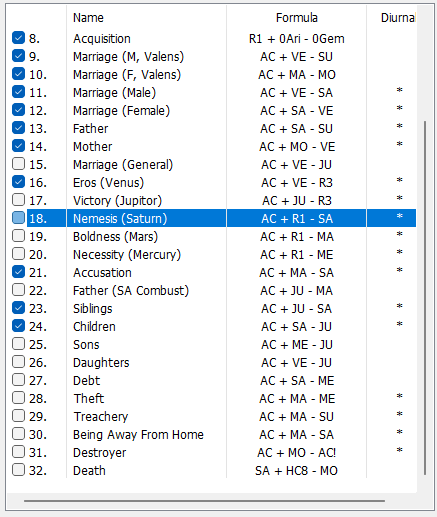 Name Formula Diurnal
8. Acquisition R1 + 0Ari - 0Gem
9. Marriage (M, Valens) AC + VE - SU
10. Marriage (F, Valens) AC + MA - MO
11. Marriage (Male) AC + VE - SA *
12. Marriage (Female) AC + SA - VE *
13. Father AC + SA - SU *
14. Mother AC + MO - VE *
15. Marriage (General) AC + VE - JU
16. Eros (Venus) AC + VE - R3 *
17. Victory (Jupitor) AC + JU - R3 *
18. Nemesis (Saturn) AC + R1 - SA *
19. Boldness (Mars) AC + R1 - MA *
20. Necessity (Mercury) AC + R1 - ME *
21. Accusation AC + MA - SA *
22. Father (SA Combust) AC + JU - MA
23. Siblings AC + JU - SA *
24. Children AC + SA - JU *
25. Sons AC + ME - JU
26. Daughters AC + VE - JU
27. Debt AC + SA - ME
28. Theft AC + MA - ME *
29. Treachery AC + MA - SU *
30. Being Away From Home AC + MA - SA *
31. Destroyer AC + MO - AC! *
32. Death SA + HC8 - MO